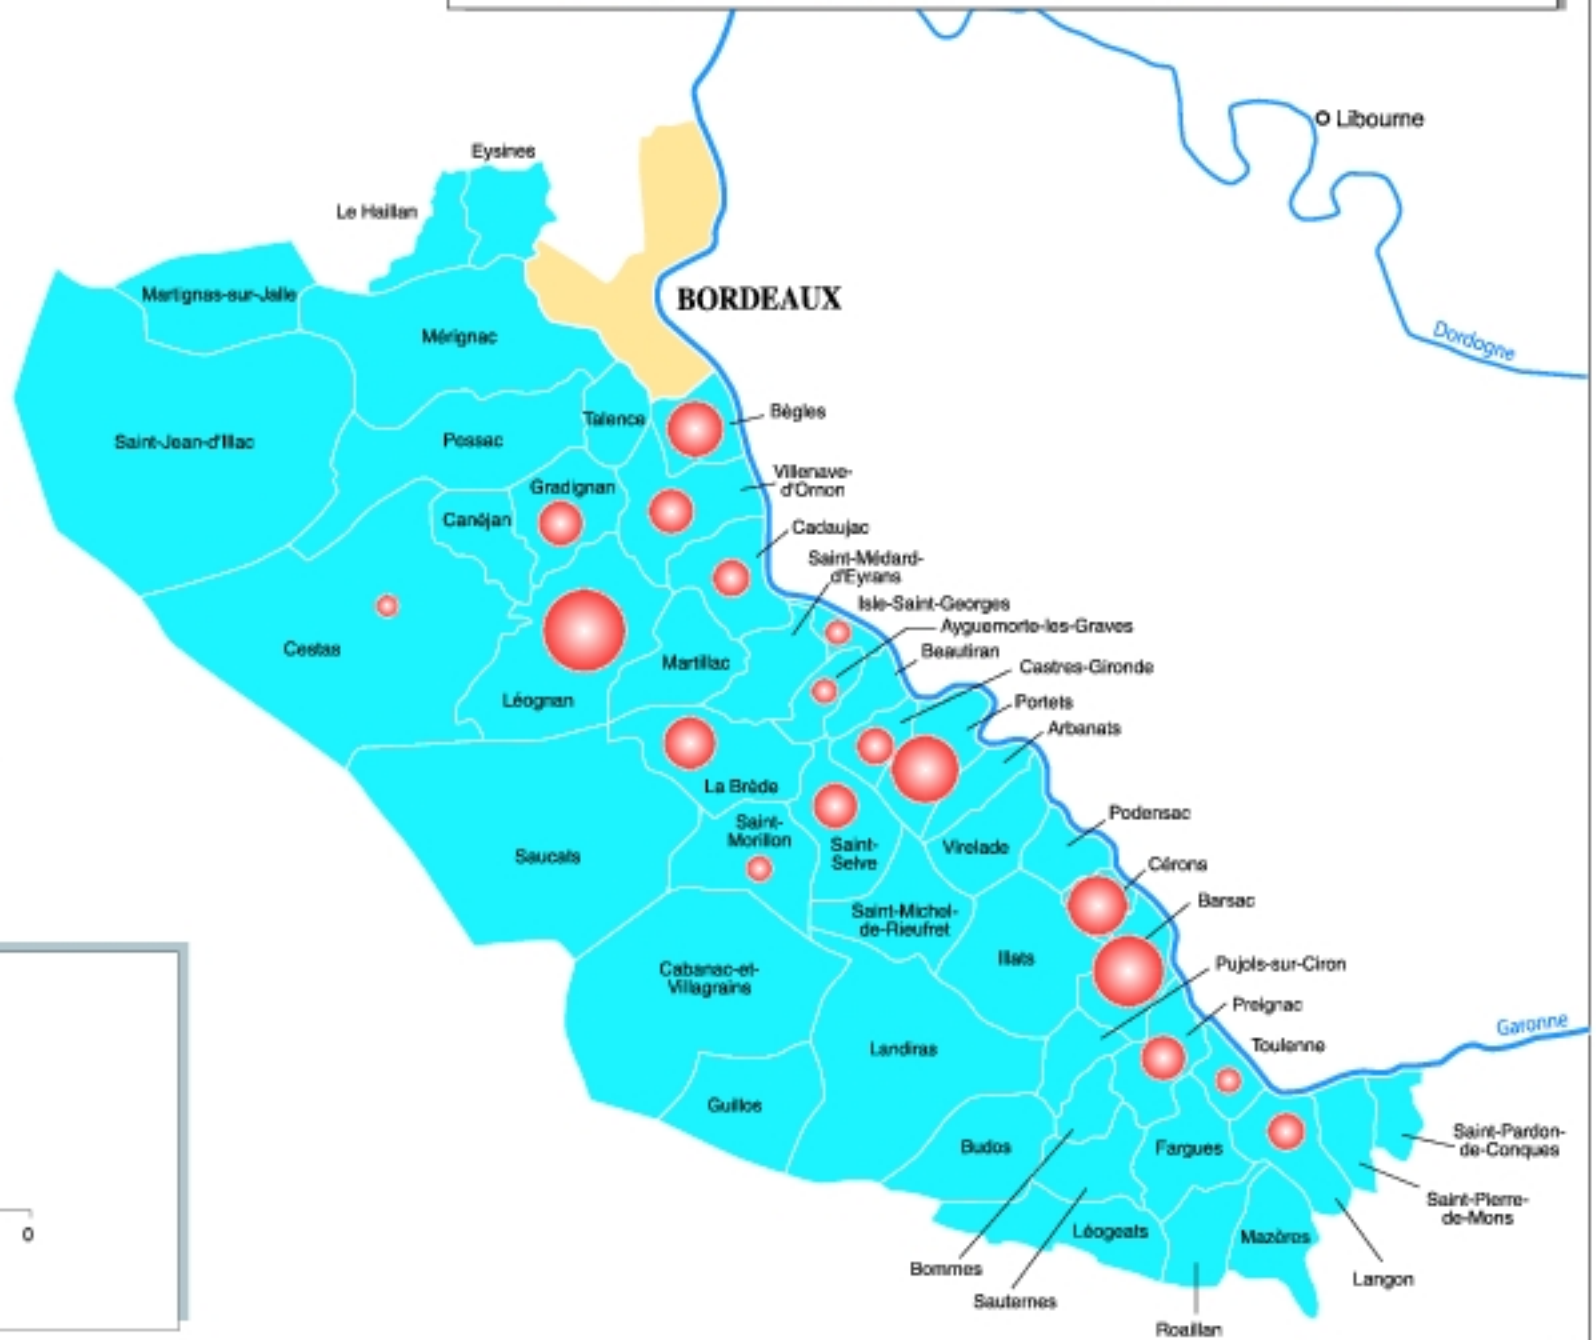 Libourne
Eysines
Le Haillan
Martignas-sur-Jalle
BORDEAUX
Mérignac
Dordogne
Talence
Bègles
Saint-Jean-d'Illac
Pessac
Villenave-
d'Ornon
Gradignan
Canéjan
Cadaujac
Saint-Médard-
d'Eyrans
Isle-Saint-Georges
Ayguemorte-les-Graves
Cestas
Beautiran
Martillac
Castres-Gironde
Léognan
Portets
Arbanats
La Brède
Podensac
Saint-
Morillon
Saint-
Selve
Virelade
Saucats
Cérons
Barsac
Saint-Michel-
de-Rieufret
Illats
Pujols-sur-Ciron
Cabanac-et-
Villagrains
Preignac
Garonne
Landiras
Toulenne
Guillos
Budos
Fargues
Saint-Pardon-
de-Conques
Saint-Pierre-
de-Mons
0
Léogeats
Mazères
Bommes
Langon
Sauternes
Roaillan